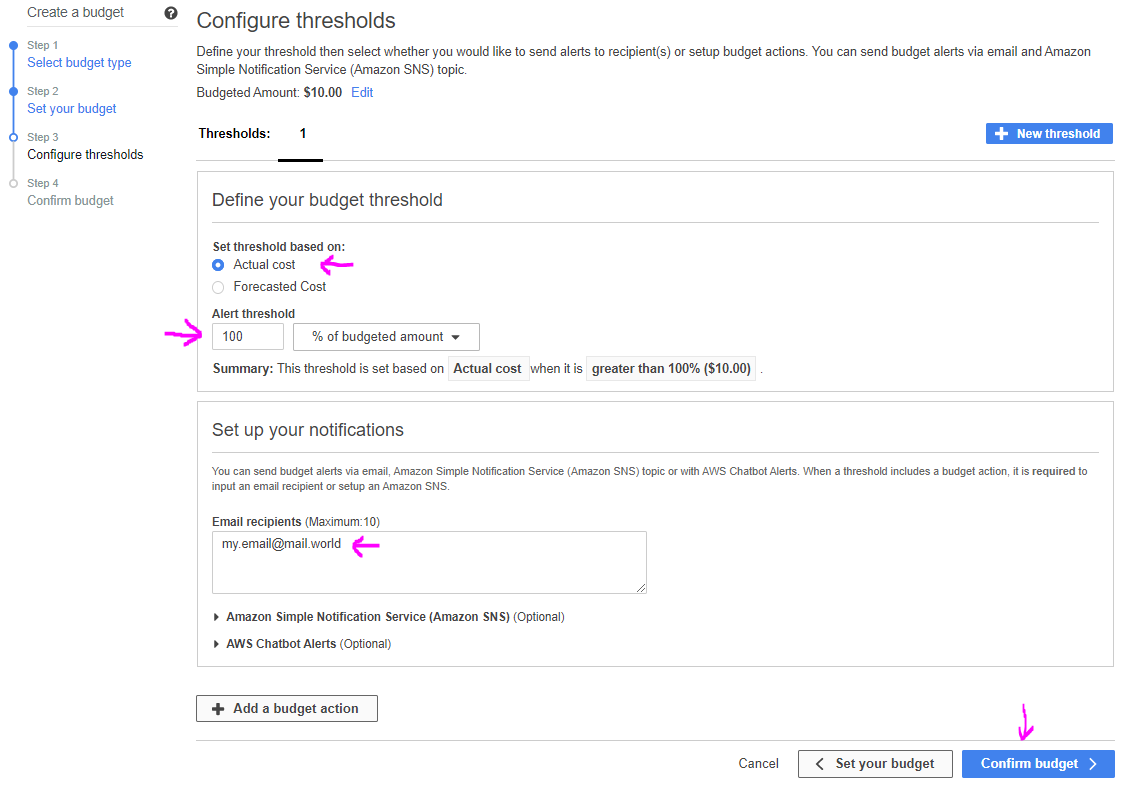 Create a budget ?
Step 1
Select budget type
Step 2
Set your budget
Step 3
Configure thresholds
Step 4
Confirm budget
Configure thresholds
Define your threshold then select whether you would like to send alerts to recipient(s) or setup budget actions. You can send budget alerts via email and Amazon
Simple Notification Service (Amazon SNS) topic.
Budgeted Amount: $10.00 Edit
Thresholds: 1
New threshold
Define your budget threshold
Set threshold based on:
Actual cost
Forecasted Cost
Alert threshold
100 % of budgeted amount
Summary: This threshold is set based on Actual cost when it is greater than 100% ($10.00) .
Set up your notifications
You can send budget alerts via email, Amazon Simple Notification Service (Amazon SNS) topic or with AWS Chatbot Alerts. When a threshold includes a budget action, it is required to
input an email recipient or setup an Amazon SNS.
Email recipients (Maximum:10)
my.email@mail.world
Amazon Simple Notification Service (Amazon SNS) (Optional)
AWS Chatbot Alerts (Optional)
Add a budget action
Cancel Set your budget Confirm budget